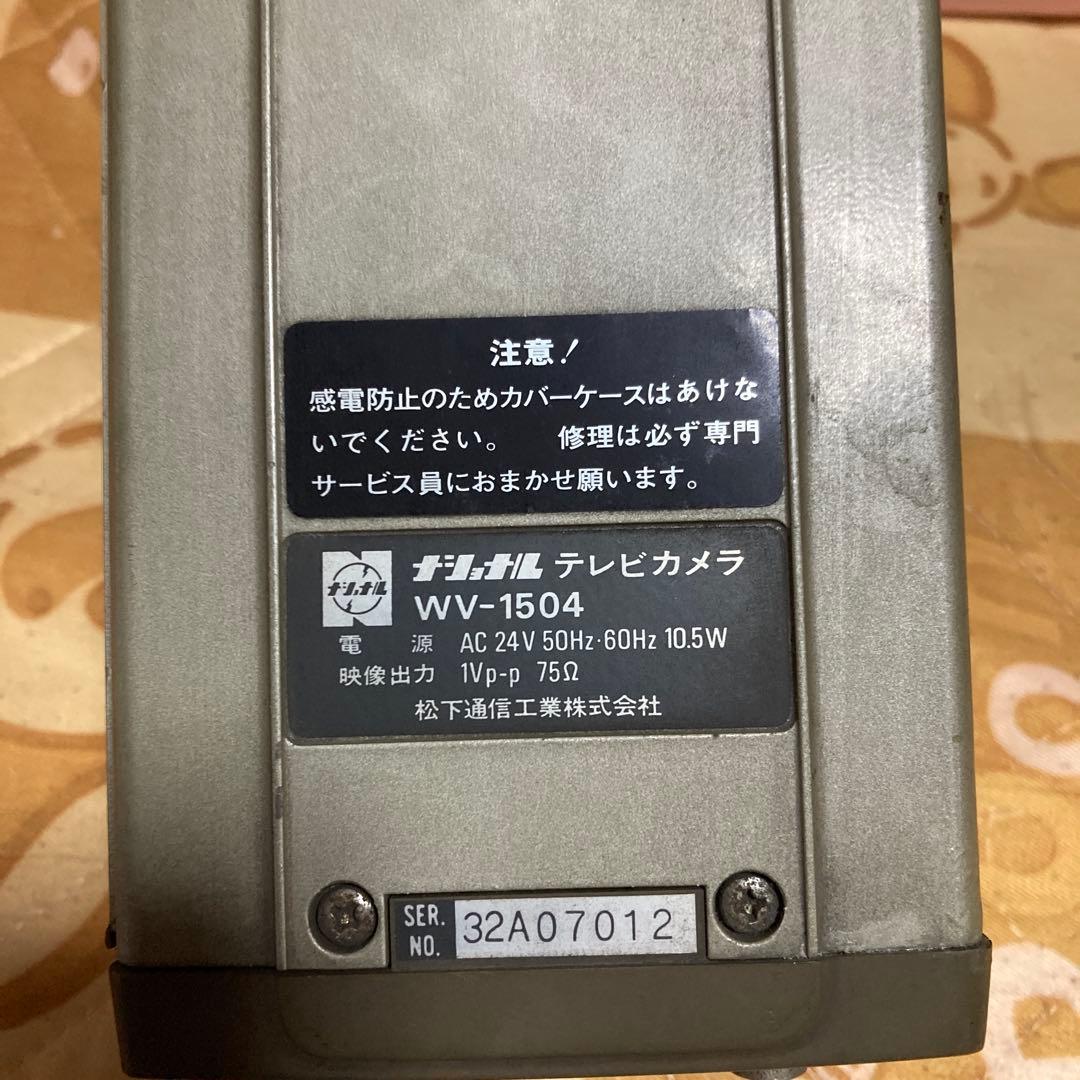 注意!
感電防止のためカバーケースはあけな
いでください。 修理は必ず専門
サービス員におまかせ願います。
N ナショナル ナショナル テレビカメラ
WV-1504
電 源 AC 24V 50Hz·60Hz 10.5W
映像出力 1Vp-p 75Ω
松下通信工業株式会社
SER. NO. 32A07012